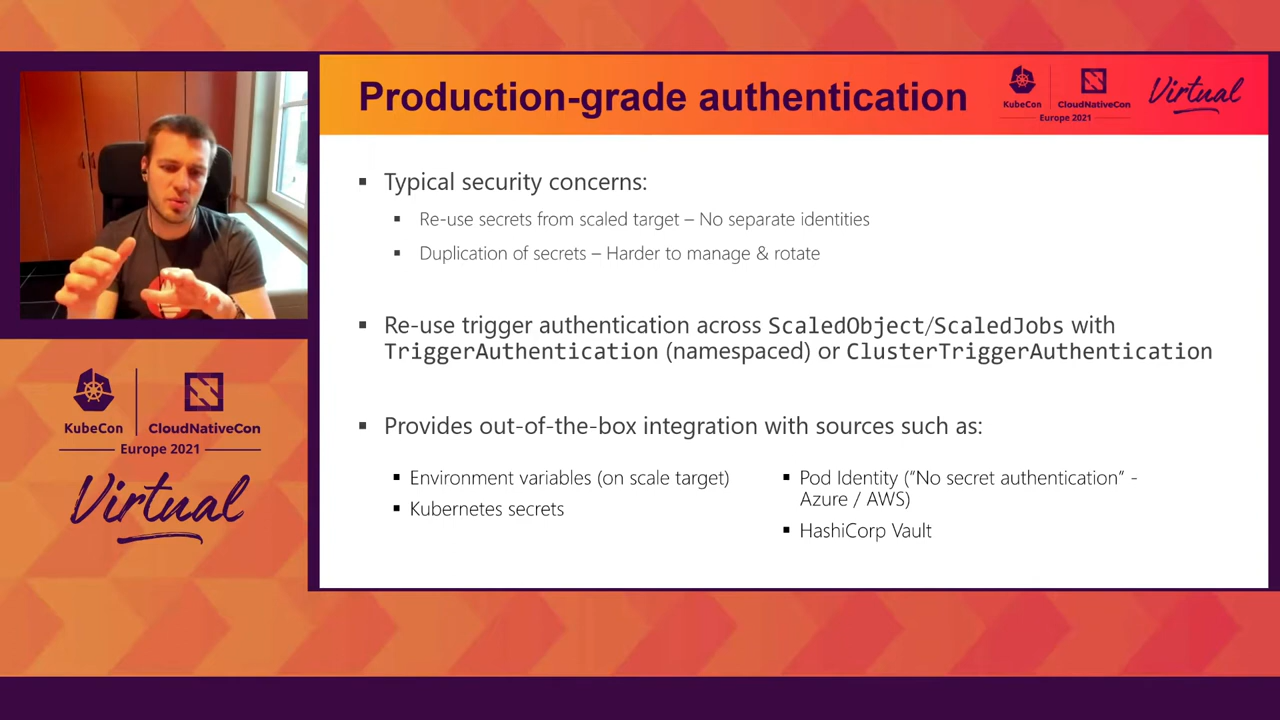 Production-grade authentication
KubeCon
CloudNativeCon
Europe 2021
Virtual
▪ Typical security concerns:
▪ Re-use secrets from scaled target – No separate identities
▪ Duplication of secrets – Harder to manage & rotate
▪ Re-use trigger authentication across ScaledObject/ScaledJobs with
TriggerAuthentication (namespaced) or ClusterTriggerAuthentication
▪ Provides out-of-the-box integration with sources such as:
▪ Environment variables (on scale target)
▪ Kubernetes secrets
▪ Pod Identity (“No secret authentication” -
Azure / AWS)
▪ HashiCorp Vault
KubeCon
CloudNativeCon
Europe 2021
Virtual